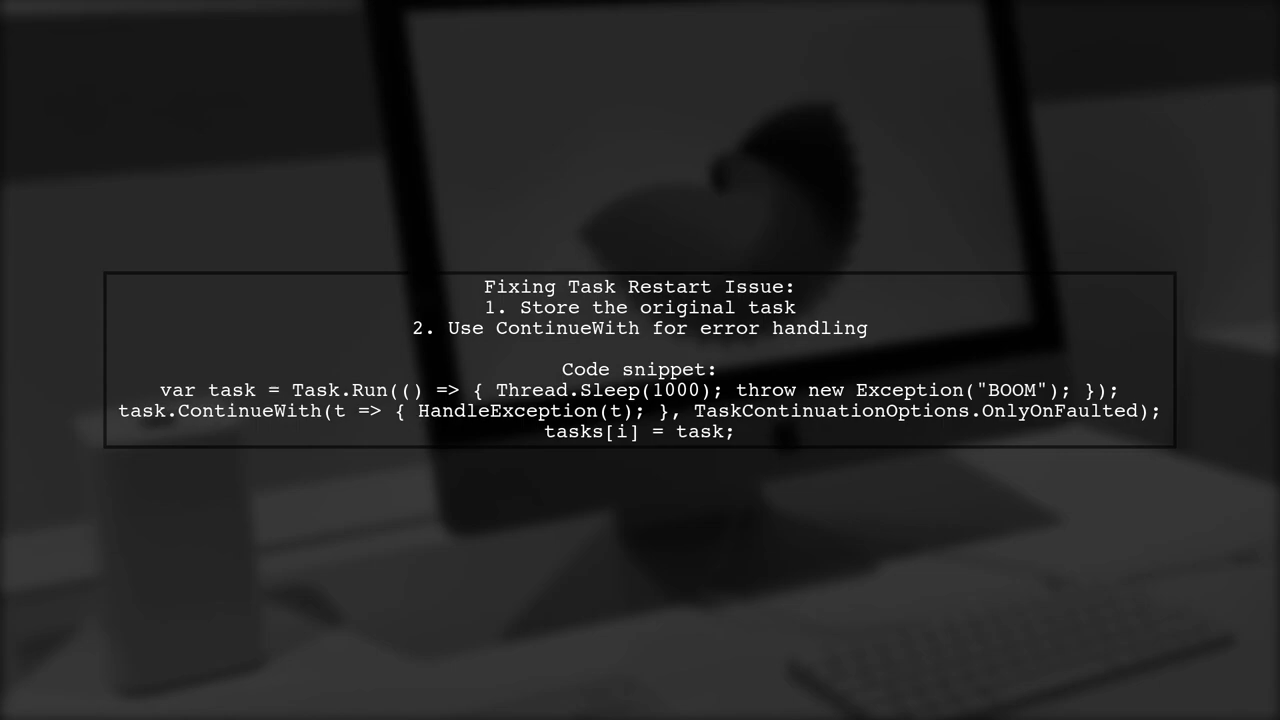 Fixing Task Restart Issue:
1. Store the original task
2. Use ContinueWith for error handling
Code snippet:
var task = Task.Run(() => { Thread.Sleep(1000); throw new Exception("BOOM"); });
task.ContinueWith(t => { HandleException(t); }, TaskContinuationOptions.OnlyOnFaulted);
tasks[i] = task;